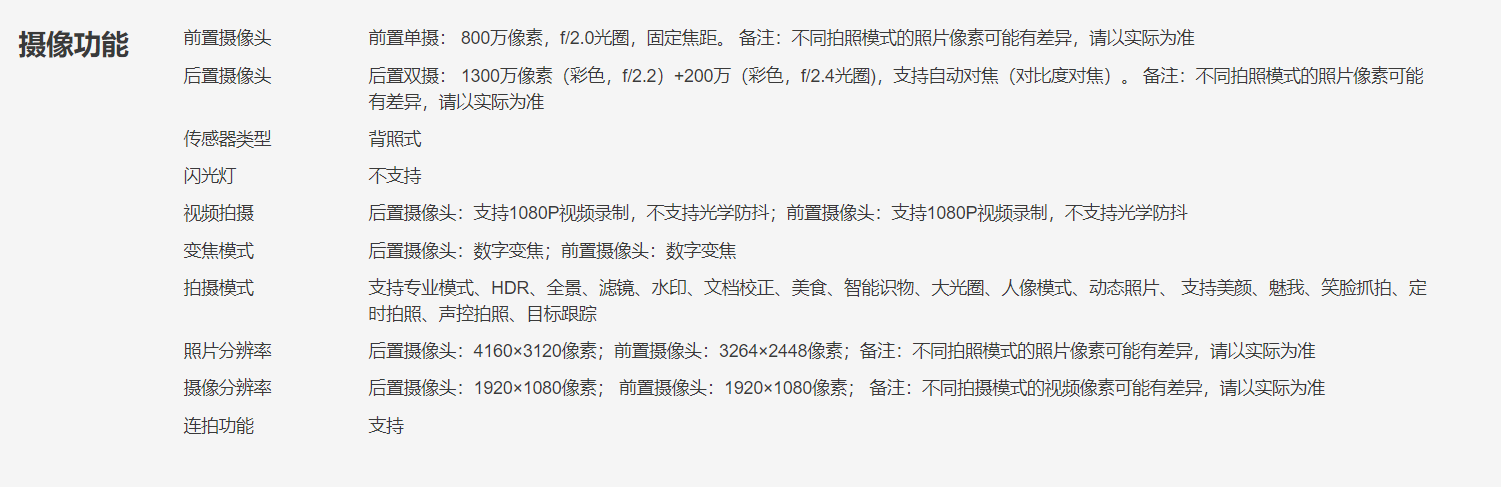 摄像功能
前置摄像头 前置单摄： 800万像素，f/2.0光圈，固定焦距。 备注：不同拍照模式的照片像素可能有差异，请以实际为准
后置摄像头 后置双摄： 1300万像素（彩色，f/2.2）+200万（彩色，f/2.4光圈)，支持自动对焦（对比度对焦）。 备注：不同拍照模式的照片像素可能
有差异，请以实际为准
传感器类型 背照式
闪光灯 不支持
视频拍摄 后置摄像头：支持1080P视频录制，不支持光学防抖；前置摄像头：支持1080P视频录制，不支持光学防抖
变焦模式 后置摄像头：数字变焦；前置摄像头：数字变焦
拍摄模式 支持专业模式、HDR、全景、滤镜、水印、文档校正、美食、智能识物、大光圈、人像模式、动态照片、 支持美颜、魅我、笑脸抓拍、定
时拍照、声控拍照、目标跟踪
照片分辨率 后置摄像头：4160×3120像素；前置摄像头：3264×2448像素；备注：不同拍照模式的照片像素可能有差异，请以实际为准
摄像分辨率 后置摄像头：1920×1080像素； 前置摄像头：1920×1080像素； 备注：不同拍摄模式的视频像素可能有差异，请以实际为准
连拍功能 支持